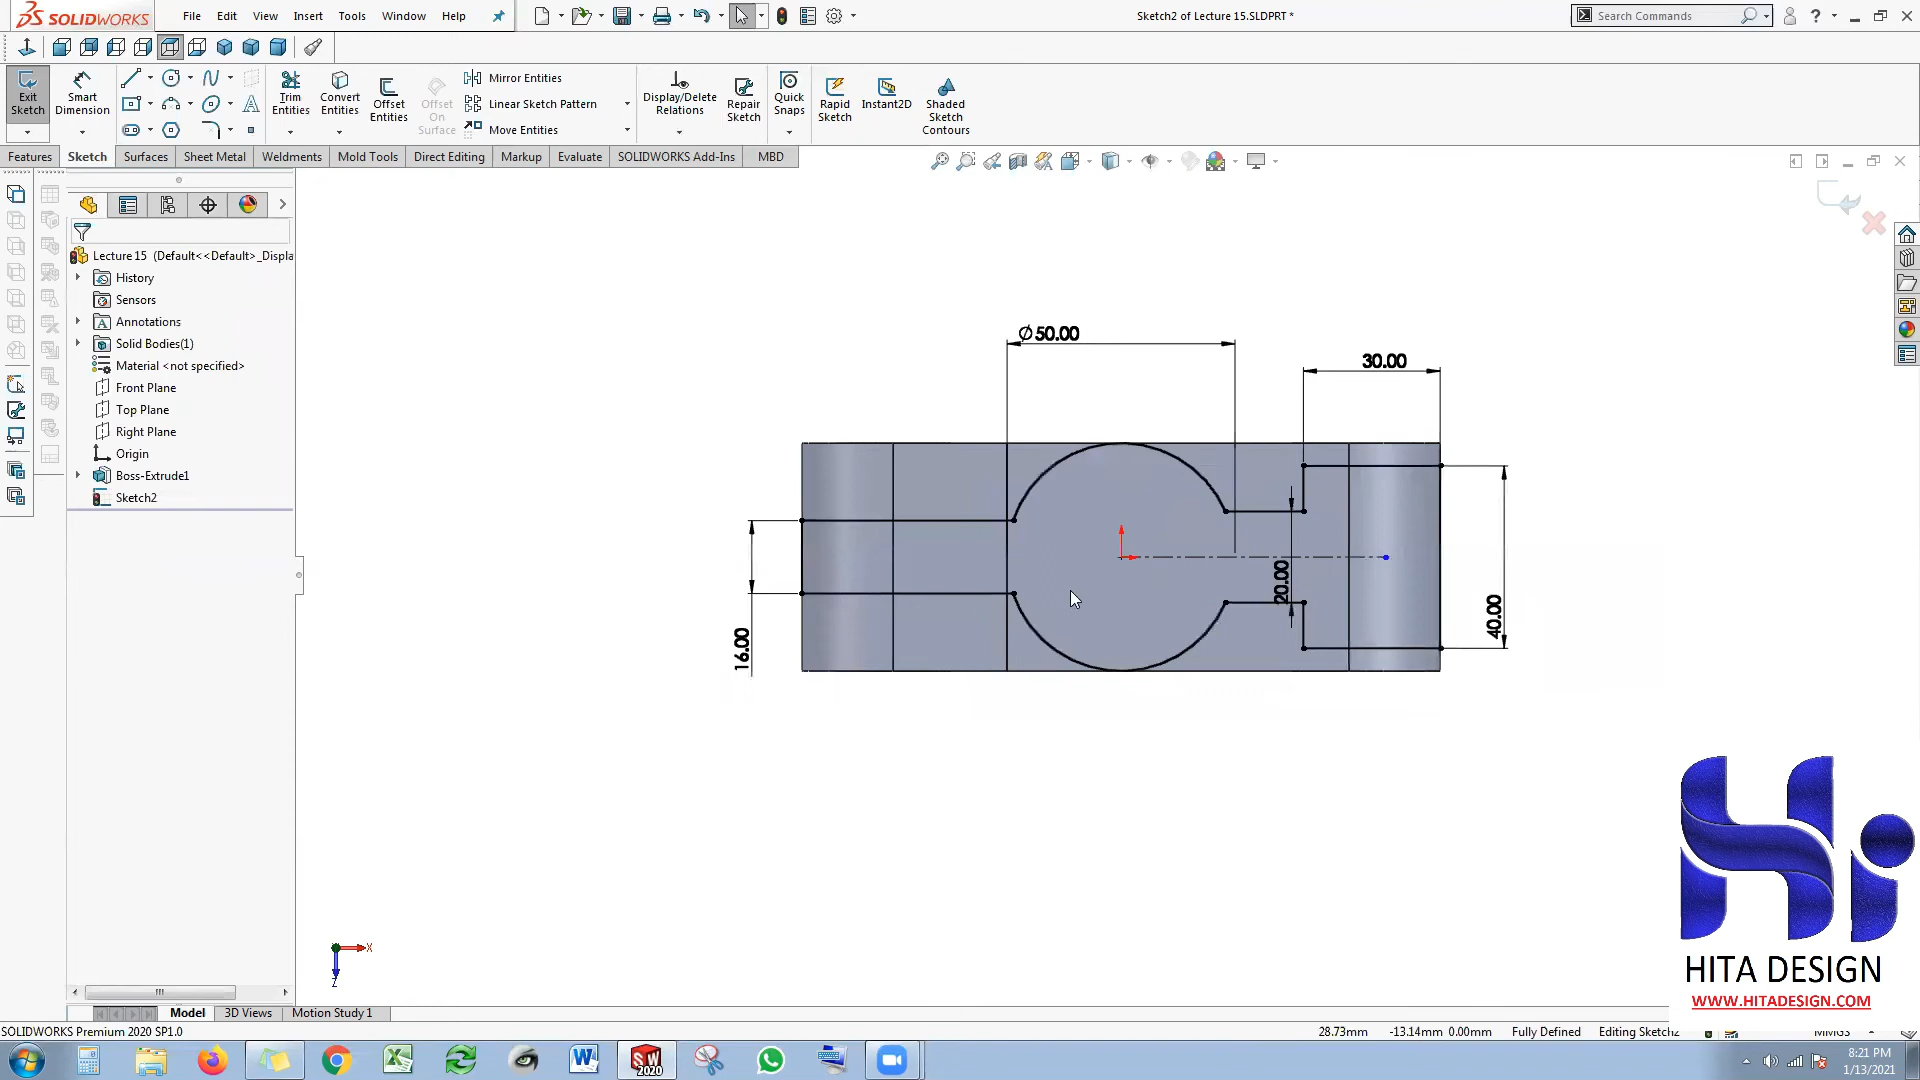 SOLIDWORKS
File Edit View Insert Tools Window Help
Sketch2 of Lecture 15.SLDPRT *
Search Commands
Exit Sketch
Smart Dimension
Trim Entities
Convert Entities
Offset Entities
Offset On Surface
Mirror Entities
Linear Sketch Pattern
Move Entities
Display/Delete Relations
Repair Sketch
Quick Snaps
Rapid Sketch
Instant2D
Shaded Sketch Contours
Features Sketch Surfaces Sheet Metal Weldments Mold Tools Direct Editing Markup Evaluate SOLIDWORKS Add-Ins MBD
Lecture 15 (Default<<Default>_Displa
History
Sensors
Annotations
Solid Bodies(1)
Material <not specified>
Front Plane
Top Plane
Right Plane
Origin
Boss-Extrude1
Sketch2
Ø50.00
30.00
20.00
40.00
16.00
X
Z
HITA DESIGN
WWW.HITADESIGN.COM
Model 3D Views Motion Study 1
SOLIDWORKS Premium 2020 SP1.0
28.73mm -13.14mm 0.00mm Fully Defined Editing Sketch2
8:21 PM
1/13/2021